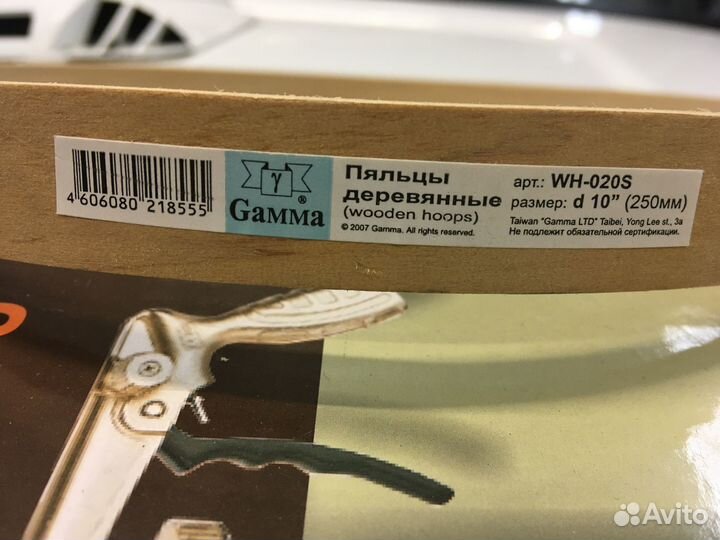 4 606080 218555
γ
Gamma®
Пяльцы
деревянные
(wooden hoops)
© 2007 Gamma. All rights reserved.
арт.: WH-020S
размер: d 10” (250мм)
Taiwan "Gamma LTD" Taibei, Yong Lee st., 3a
Не подлежит обязательной сертификации.
Avito